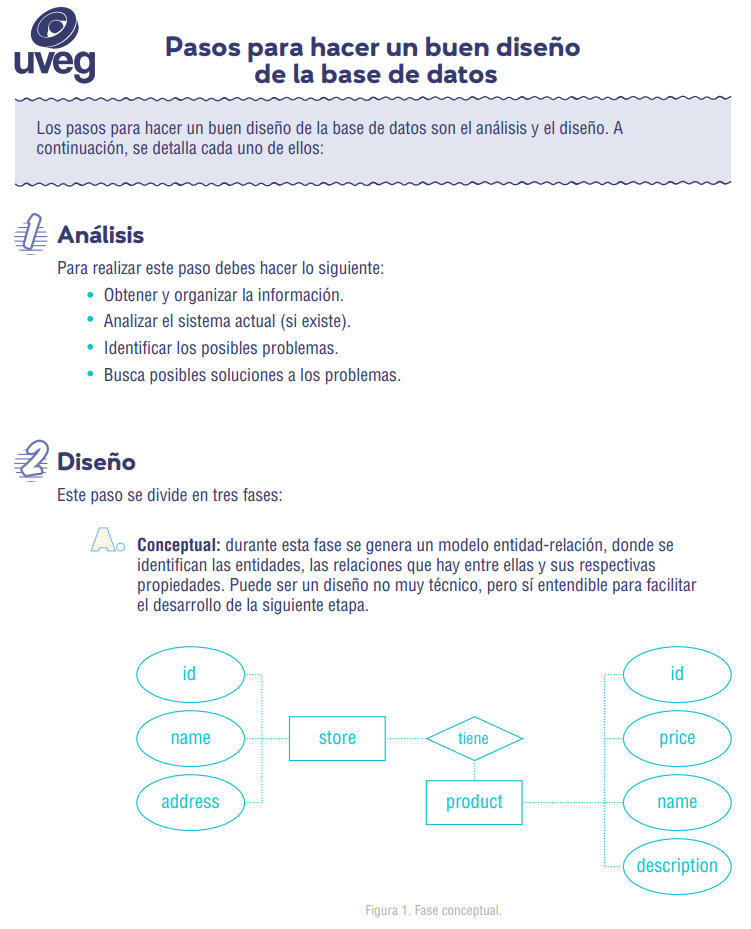 uveg
Pasos para hacer un buen diseño
de la base de datos
Los pasos para hacer un buen diseño de la base de datos son el análisis y el diseño. A
continuación, se detalla cada uno de ellos:
1 Análisis
Para realizar este paso debes hacer lo siguiente:
• Obtener y organizar la información.
• Analizar el sistema actual (si existe).
• Identificar los posibles problemas.
• Busca posibles soluciones a los problemas.
2 Diseño
Este paso se divide en tres fases:
A. Conceptual: durante esta fase se genera un modelo entidad-relación, donde se
identifican las entidades, las relaciones que hay entre ellas y sus respectivas
propiedades. Puede ser un diseño no muy técnico, pero sí entendible para facilitar
el desarrollo de la siguiente etapa.
id
name
address
store
tiene
product
id
price
name
description
Figura 1. Fase conceptual.